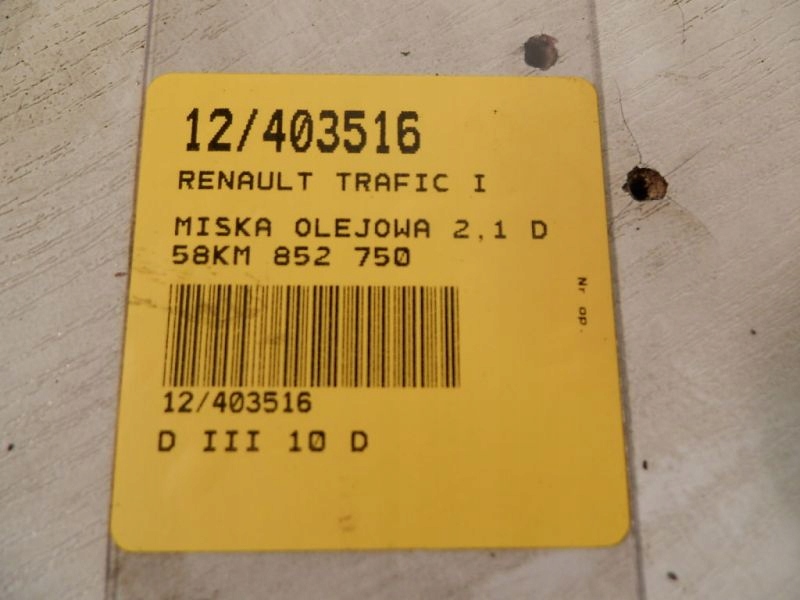 12/403516
RENAULT TRAFIC I
MISKA OLEJOWA 2,1 D
58KM 852 750
Nr op.
12/403516
D III 10 D